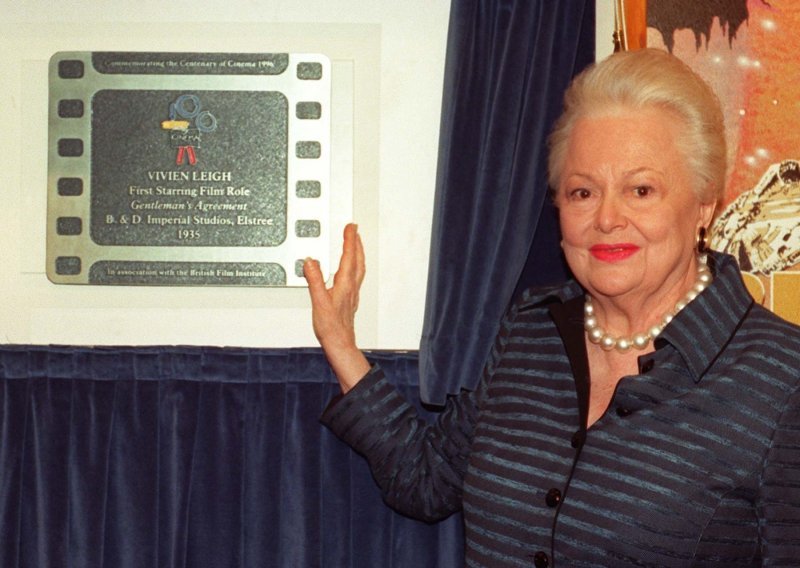 Commemorating the Centenary of Cinema 1996
CINEMA
VIVIEN LEIGH
First Starring Film Role
Gentleman's Agreement
B. & D. Imperial Studios, Elstree
1935
In association with the British Film Institute